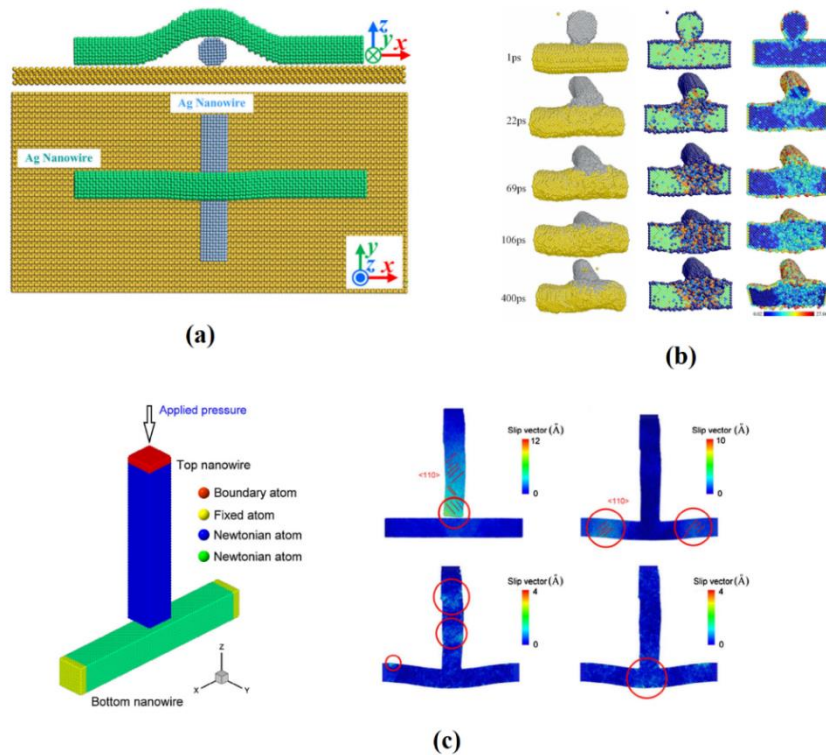 z
y
x
Ag Nanowire
Ag Nanowire
y
z
x
(a)
1ps
22ps
69ps
106ps
400ps
(b)
Applied pressure
Top nanowire
Boundary atom
Fixed atom
Newtonian atom
Newtonian atom
Z
X
Y
Bottom nanowire
Slip vector (Å)
12
0
<110>
Slip vector (Å)
10
0
<110>
Slip vector (Å)
4
0
Slip vector (Å)
4
0
(c)